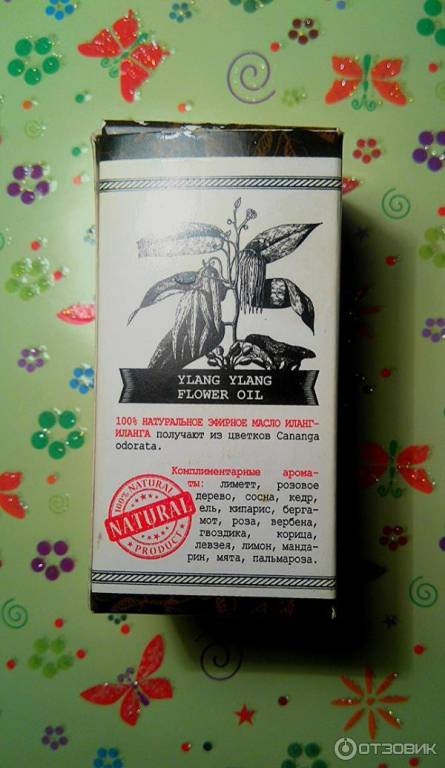 YLANG YLANG
FLOWER OIL
100% НАТУРАЛЬНОЕ ЭФИРНОЕ МАСЛО ИЛАНГ-
ИЛАНГА получают из цветков Cananga
odorata.
Комплиментарные арома-
ты: лиметт, розовое
дерево, сосна, кедр,
ель, кипарис, берга-
мот, роза, вербена,
гвоздика, корица,
левзея, лимон, манда-
рин, мята, пальмароза.
100% NATURAL
NATURAL
PRODUCT
ОТЗОВИК